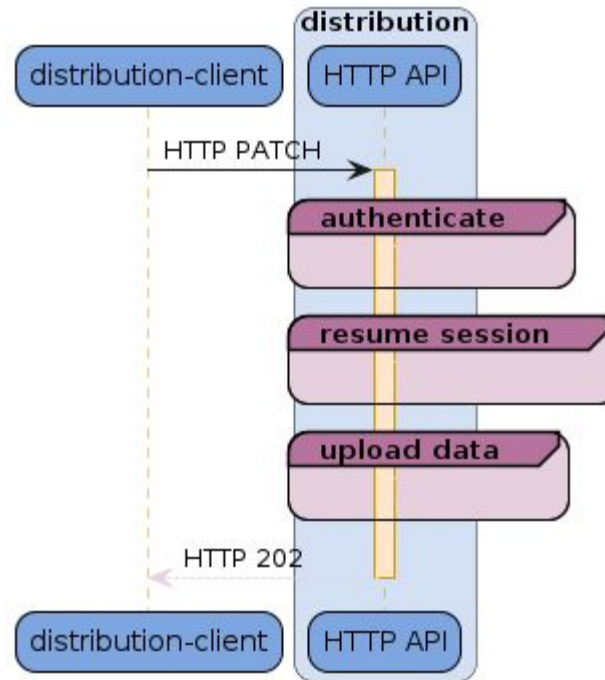 distribution
distribution-client
HTTP API
HTTP PATCH
authenticate
resume session
upload data
HTTP 202
distribution-client
HTTP API